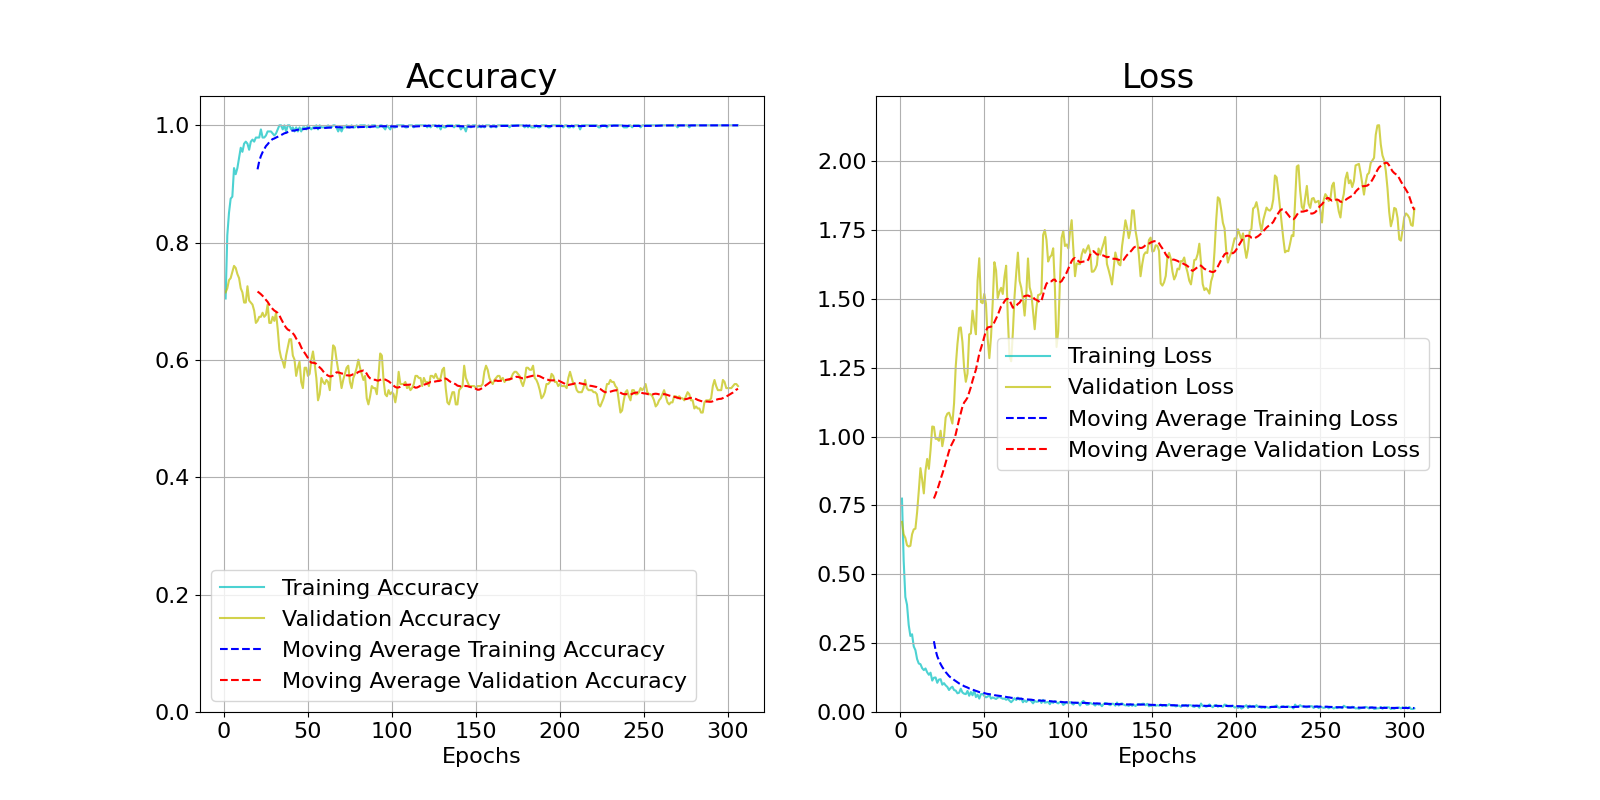 Accuracy
1.0
0.8
0.6
0.4
0.2
0.0
Training Accuracy
Validation Accuracy
Moving Average Training Accuracy
Moving Average Validation Accuracy
0 50 100 150 200 250 300
Epochs
Loss
2.00
1.75
1.50
1.25
1.00
0.75
0.50
0.25
0.00
Training Loss
Validation Loss
Moving Average Training Loss
Moving Average Validation Loss
0 50 100 150 200 250 300
Epochs